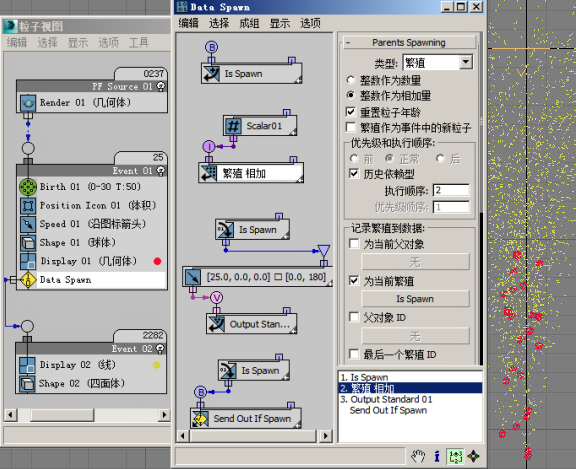 粒子视图
编辑 选择 显示 选项 工具
0237
PF Source 01
Render 01 (几何体)
25
Event 01
Birth 01 (0-30 T:50)
Position Icon 01 (体积)
Speed 01 (沿图标箭头)
Shape 01 (球体)
Display 01 (几何体)
Data Spawn
2282
Event 02
Display 02 (线)
Shape 02 (四面体)
Data Spawn
编辑 选择 成组 显示 选项
B
Is Spawn
Scalar01
I
繁殖 相加
Is Spawn
[25.0, 0.0, 0.0] □ [0.0, 180]
V
Output Stan...
Is Spawn
B
Send Out If Spawn
- Parents Spawning
类型: 繁殖
整数作为数量
整数作为相加量
重置粒子年龄
繁殖作为事件中的新粒子
优先级和执行顺序:
前 正常 后
历史依赖型
执行顺序: 2
优先级顺序: 1
记录繁殖到数据:
为当前父对象
无
为当前繁殖
Is Spawn
父对象 ID
无
最后一个繁殖 ID
1. Is Spawn
2. 繁殖 相加
3. Output Standard 01
Send Out If Spawn